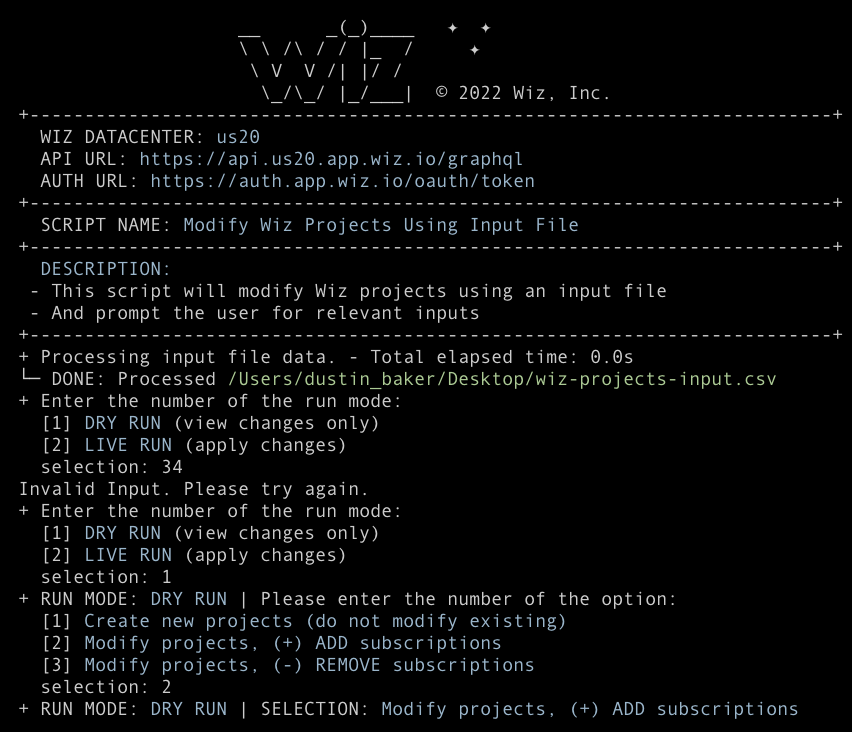 __      _(_)____   ✦  ✦
\ \ /\ / / |_  /     ✦
 \ V  V /| |/ /
  \_/\_/ |_/___|  © 2022 Wiz, Inc.
+-------------------------------------------------------------------------+
WIZ DATACENTER: us20
API URL: https://api.us20.app.wiz.io/graphql
AUTH URL: https://auth.app.wiz.io/oauth/token
+-------------------------------------------------------------------------+
SCRIPT NAME: Modify Wiz Projects Using Input File
+-------------------------------------------------------------------------+
DESCRIPTION:
- This script will modify Wiz projects using an input file
- And prompt the user for relevant inputs
+-------------------------------------------------------------------------+
+ Processing input file data. - Total elapsed time: 0.0s
└─ DONE: Processed /Users/dustin_baker/Desktop/wiz-projects-input.csv
+ Enter the number of the run mode:
[1] DRY RUN (view changes only)
[2] LIVE RUN (apply changes)
selection: 34
Invalid Input. Please try again.
+ Enter the number of the run mode:
[1] DRY RUN (view changes only)
[2] LIVE RUN (apply changes)
selection: 1
+ RUN MODE: DRY RUN | Please enter the number of the option:
[1] Create new projects (do not modify existing)
[2] Modify projects, (+) ADD subscriptions
[3] Modify projects, (-) REMOVE subscriptions
selection: 2
+ RUN MODE: DRY RUN | SELECTION: Modify projects, (+) ADD subscriptions